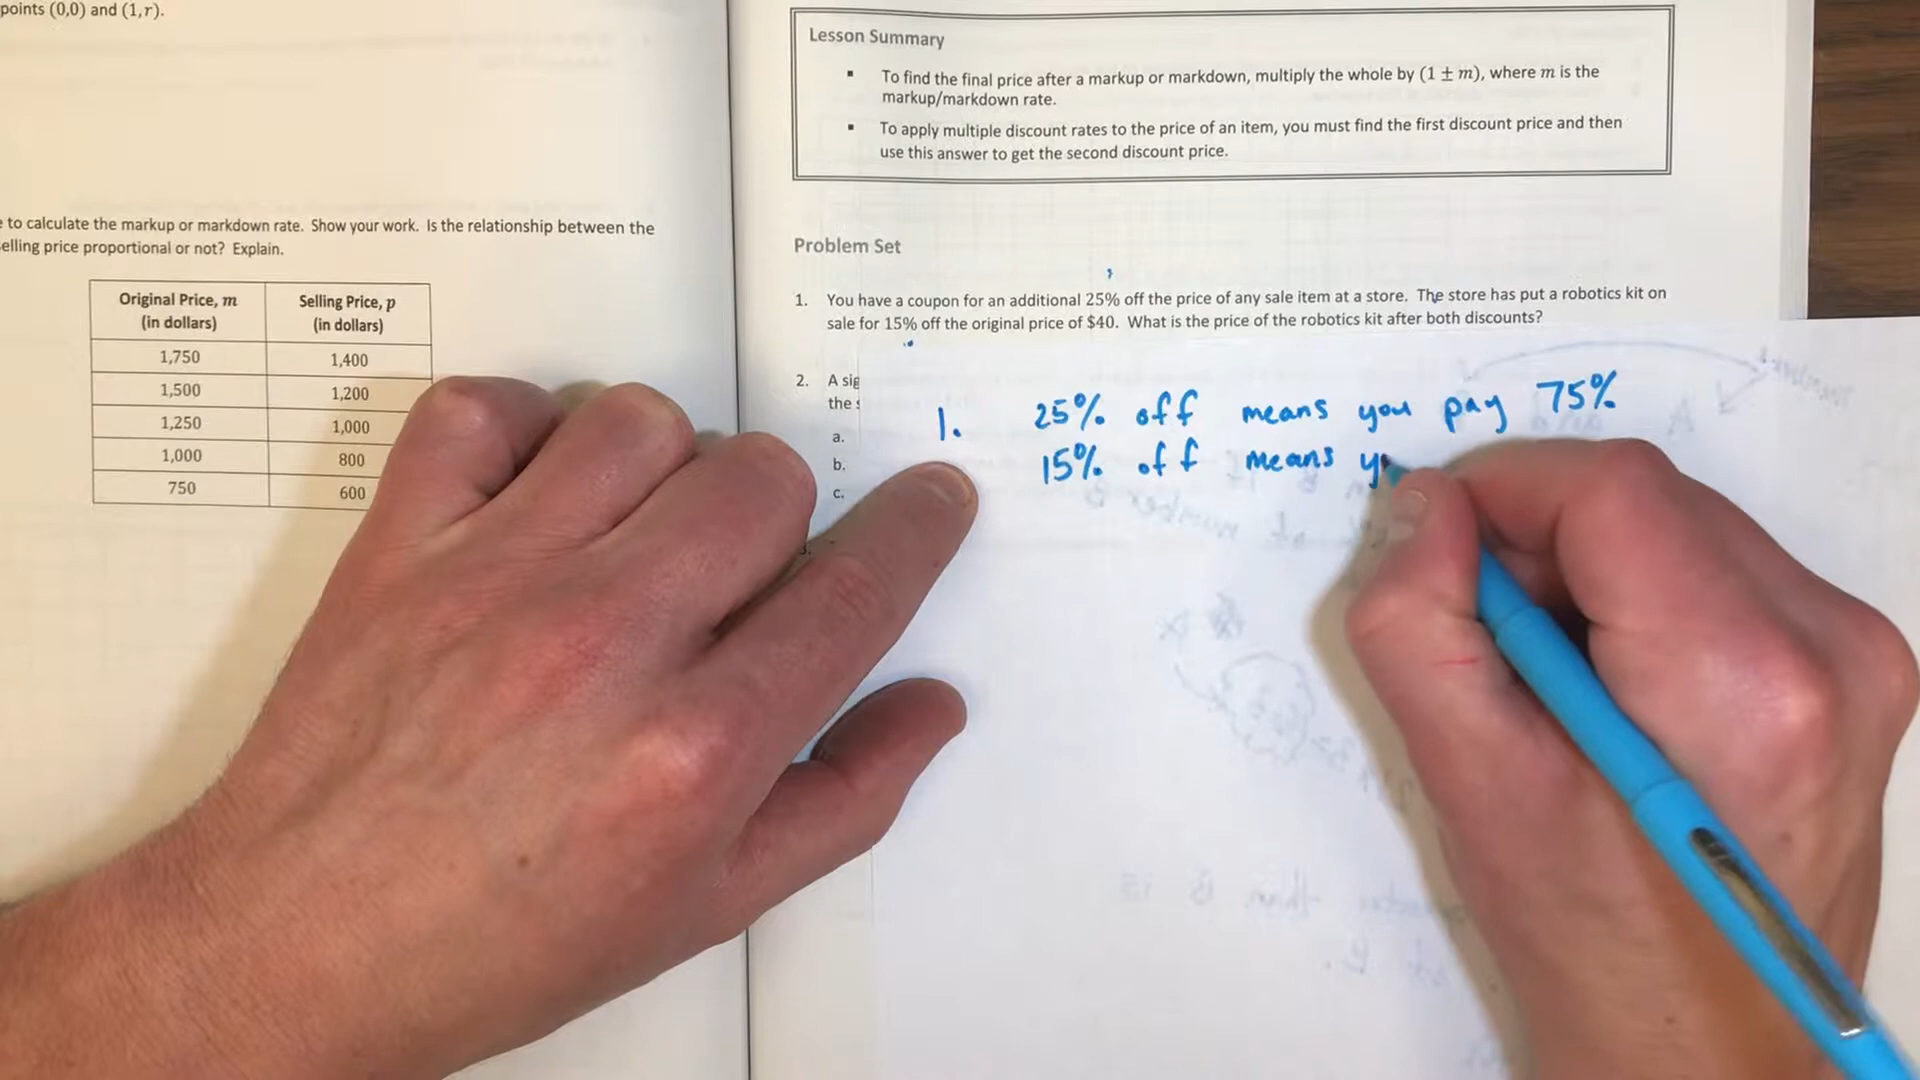 points (0,0) and (1,r).
to calculate the markup or markdown rate. Show your work. Is the relationship between the
elling price proportional or not? Explain.
Original Price, m
(in dollars)
Selling Price, p
(in dollars)
1,750
1,400
1,500
1,200
1,250
1,000
1,000
800
750
600
Lesson Summary
▪ To find the final price after a markup or markdown, multiply the whole by (1 ± m), where m is the
markup/markdown rate.
▪ To apply multiple discount rates to the price of an item, you must find the first discount price and then
use this answer to get the second discount price.
Problem Set
1. You have a coupon for an additional 25% off the price of any sale item at a store. The store has put a robotics kit on
sale for 15% off the original price of $40. What is the price of the robotics kit after both discounts?
2. A sig
the s
a.
b.
c.
1. 25% off means you pay 75%
15% off means y